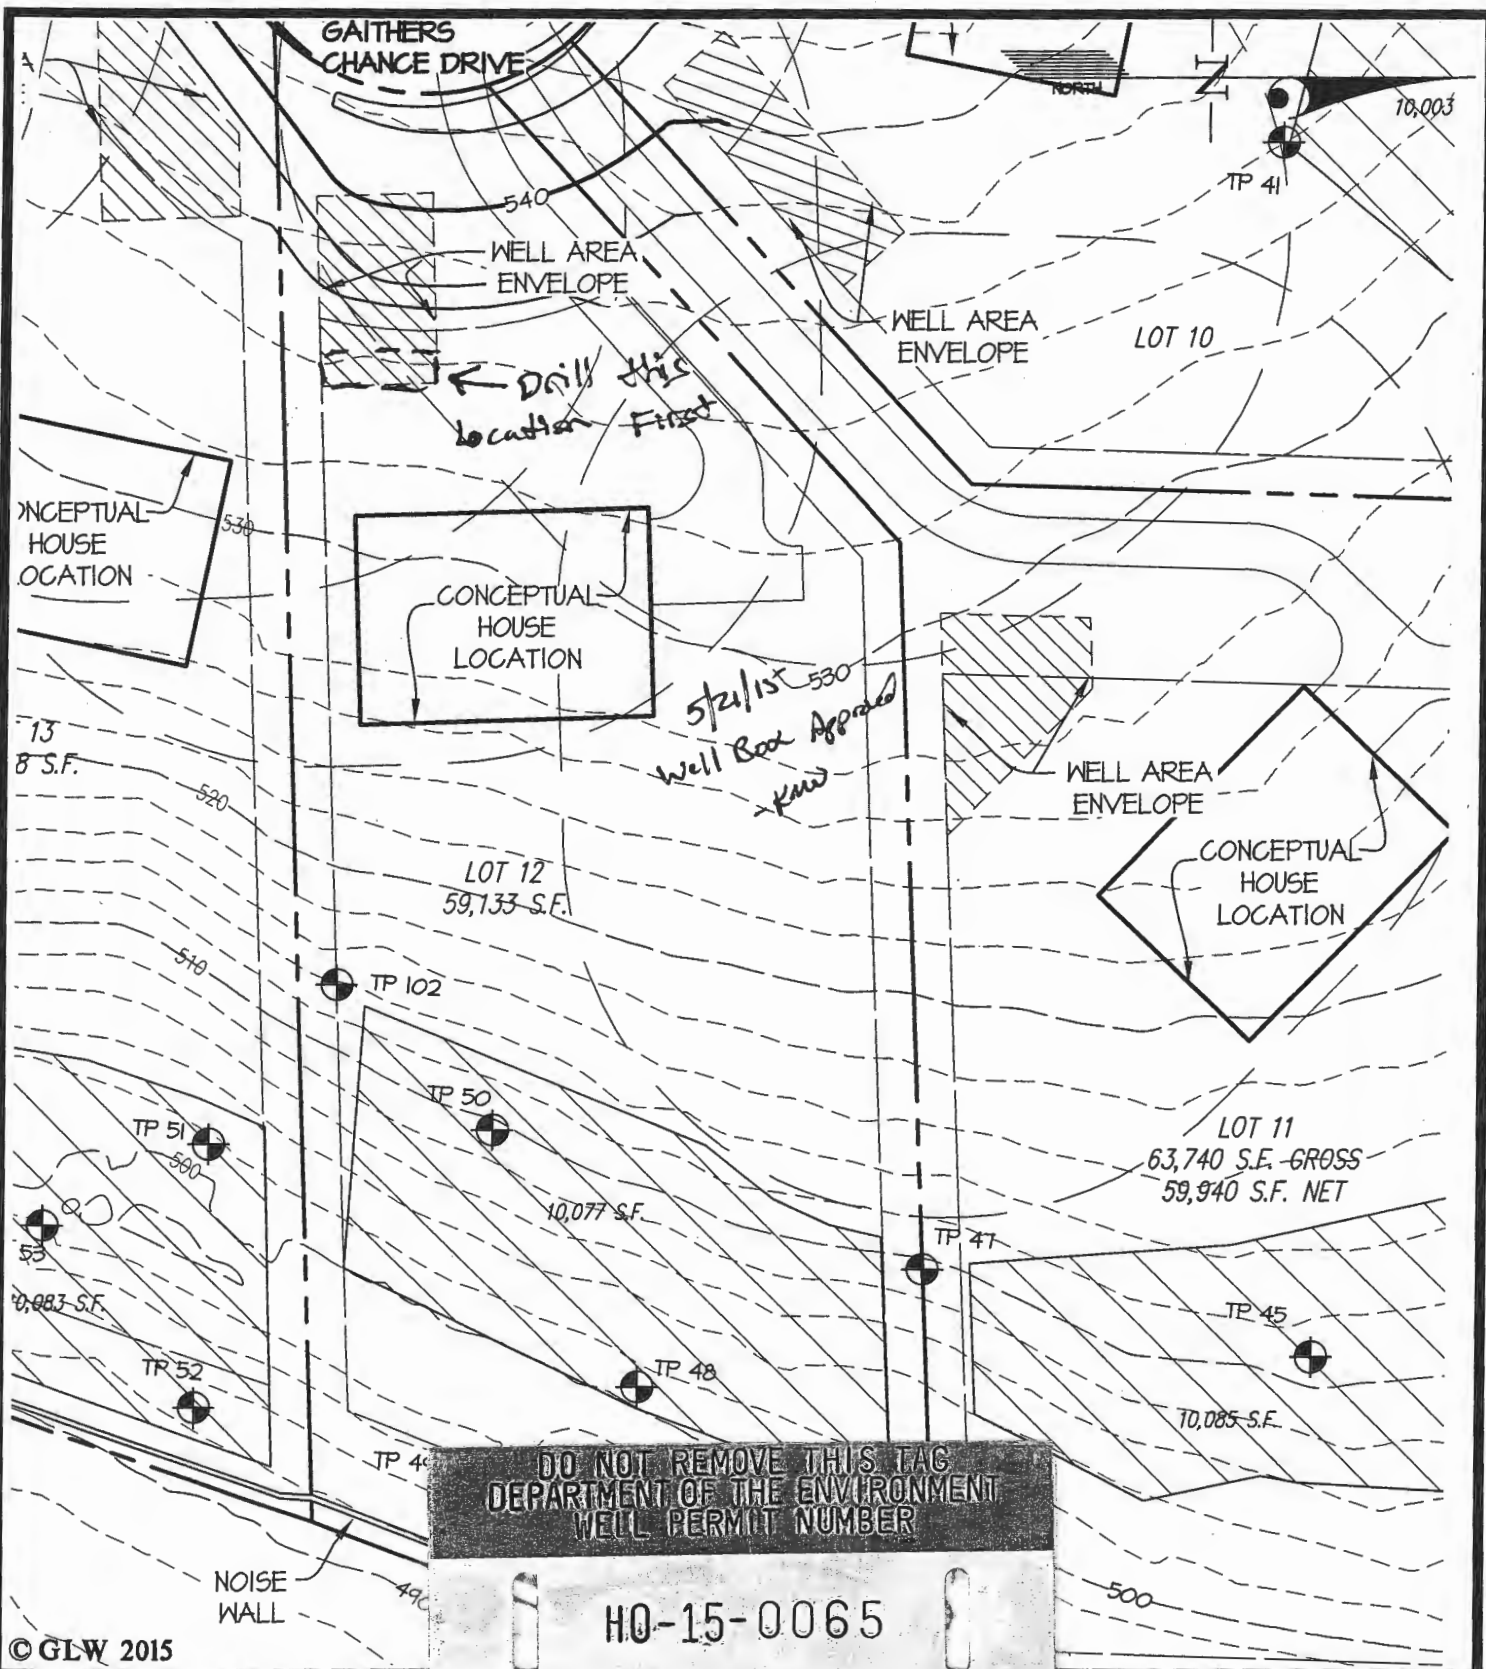 GAITHERS
CHANCE DRIVE
NORTH
N
10,003
TP 41
540
WELL AREA
ENVELOPE
WELL AREA
ENVELOPE
LOT 10
← Drill this
Location First
ONCEPTUAL
HOUSE
OCATION
530
CONCEPTUAL
HOUSE
LOCATION
5/21/15
530
Well Box Approved
-KMW
WELL AREA
ENVELOPE
13
8 S.F.
520
CONCEPTUAL
HOUSE
LOCATION
LOT 12
59,133 S.F.
510
TP 102
TP 50
TP 51
500
LOT 11
63,740 S.F. GROSS
59,940 S.F. NET
10,077 S.F.
53
TP 47
0,083 S.F.
TP 45
TP 52
TP 48
10,085 S.F.
TP 49
DO NOT REMOVE THIS TAG
DEPARTMENT OF THE ENVIRONMENT
WELL PERMIT NUMBER
NOISE
WALL
490
HO-15-0065
500
© GLW 2015